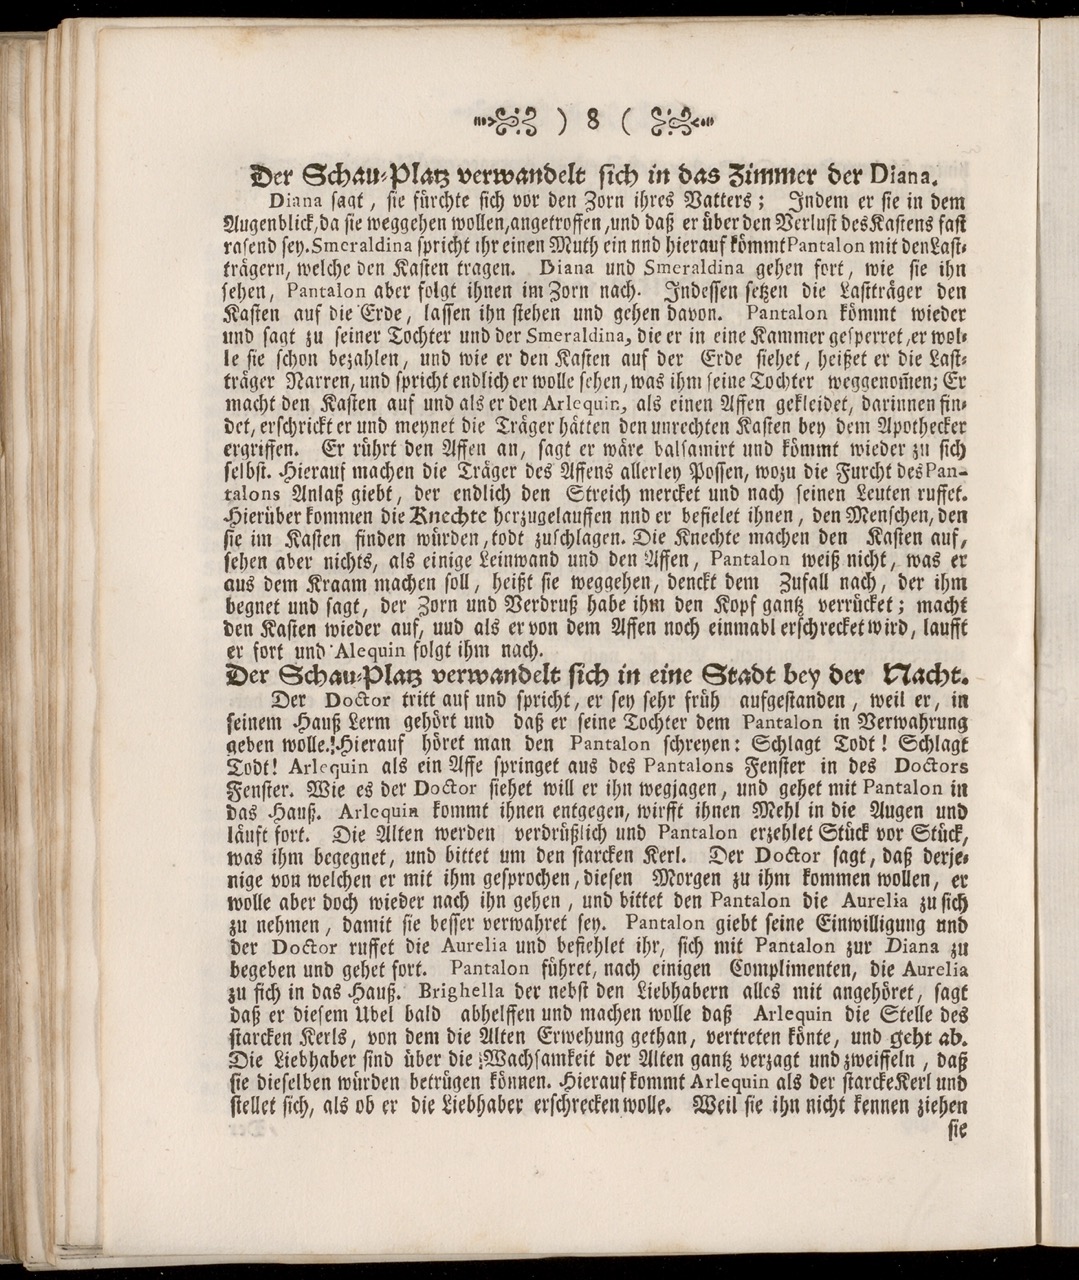 ) 8 (
Der Schau-Platz verwandelt sich in das Zimmer der Diana.
Diana sagt, sie fürchte sich vor den Zorn ihres Vatters; Indem er sie in dem
Augenblick, da sie weggehen wollen, angetroffen, und daß er über den Verlust des Kastens fast
rasend sey. Smeraldina spricht ihr einen Muth ein nnd hierauf kömmt Pantalon mit den Last-
trägern, welche den Kasten tragen. Diana und Smeraldina gehen fort, wie sie ihn
sehen, Pantalon aber folgt ihnen im Zorn nach. Indessen setzen die Lastträger den
Kasten auf die Erde, lassen ihn stehen und gehen davon. Pantalon kömmt wieder
und sagt zu seiner Tochter und der Smeraldina, die er in eine Kammer gesperret, er wol-
le sie schon bezahlen, und wie er den Kasten auf der Erde siehet, heißet er die Last-
träger Narren, und spricht endlich er wolle sehen, was ihm seine Tochter weggenom̃en; Er
macht den Kasten auf und als er den Arlequin, als einen Affen gekleidet, darinnen fin-
det, erschrickt er und meynet die Träger hätten den unrechten Kasten bey dem Apothecker
ergriffen. Er rührt den Affen an, sagt er wäre balsamirt und kömmt wieder zu sich
selbst. Hierauf machen die Träger des Affens allerley Possen, wozu die Furcht des Pan-
talons Anlaß giebt, der endlich den Streich mercket und nach seinen Leuten ruffet.
Hierüber kommen die Knechte herzugelauffen nnd er befielet ihnen, den Menschen, den
sie im Kasten finden würden, todt zuschlagen. Die Knechte machen den Kasten auf,
sehen aber nichts, als einige Leinwand und den Affen, Pantalon weiß nicht, was er
aus dem Kraam machen soll, heißt sie weggehen, denckt dem Zufall nach, der ihm
begnet und sagt, der Zorn und Verdruß habe ihm den Kopf gantz verrücket; macht
den Kasten wieder auf, uud als er von dem Affen noch einmahl erschrecket wird, laufft
er fort und Alequin folgt ihm nach.
Der Schau-Platz verwandelt sich in eine Stadt bey der Nacht.
Der Doctor tritt auf und spricht, er sey sehr früh aufgestanden, weil er, in
seinem Hauß Lerm gehört und daß er seine Tochter dem Pantalon in Verwahrung
geben wolle. Hierauf höret man den Pantalon schreyen: Schlagt Todt! Schlagt
Todt! Arlequin als ein Affe springet aus des Pantalons Fenster in des Doctors
Fenster. Wie es der Doctor siehet will er ihn wegjagen, und gehet mit Pantalon in
das Hauß. Arlequin kommt ihnen entgegen, wirfft ihnen Mehl in die Augen und
läuft fort. Die Alten werden verdrüßlich und Pantalon erzehlet Stück vor Stück,
was ihm begegnet, und bittet um den starcken Kerl. Der Doctor sagt, daß derje-
nige von welchen er mit ihm gesprochen, diesen Morgen zu ihm kommen wollen, er
wolle aber doch wieder nach ihn gehen, und bittet den Pantalon die Aurelia zu sich
zu nehmen, damit sie besser verwahret sey. Pantalon giebt seine Einwilligung und
der Doctor ruffet die Aurelia und befiehlet ihr, sich mit Pantalon zur Diana zu
begeben und gehet fort. Pantalon führet, nach einigen Complimenten, die Aurelia
zu sich in das Hauß. Brighella der nebst den Liebhabern alles mit angehöret, sagt
daß er diesem Ubel bald abhelffen und machen wolle daß Arlequin die Stelle des
starcken Kerls, von dem die Alten Erwehung gethan, vertreten könte, und geht ab.
Die Liebhaber sind über die Wachsamkeit der Alten gantz verzagt und zweiffeln, daß
sie dieselben würden betrügen können. Hierauf kommt Arlequin als der starcke Kerl und
stellet sich, als ob er die Liebhaber erschrecken wolle. Weil sie ihn nicht kennen ziehen
sie